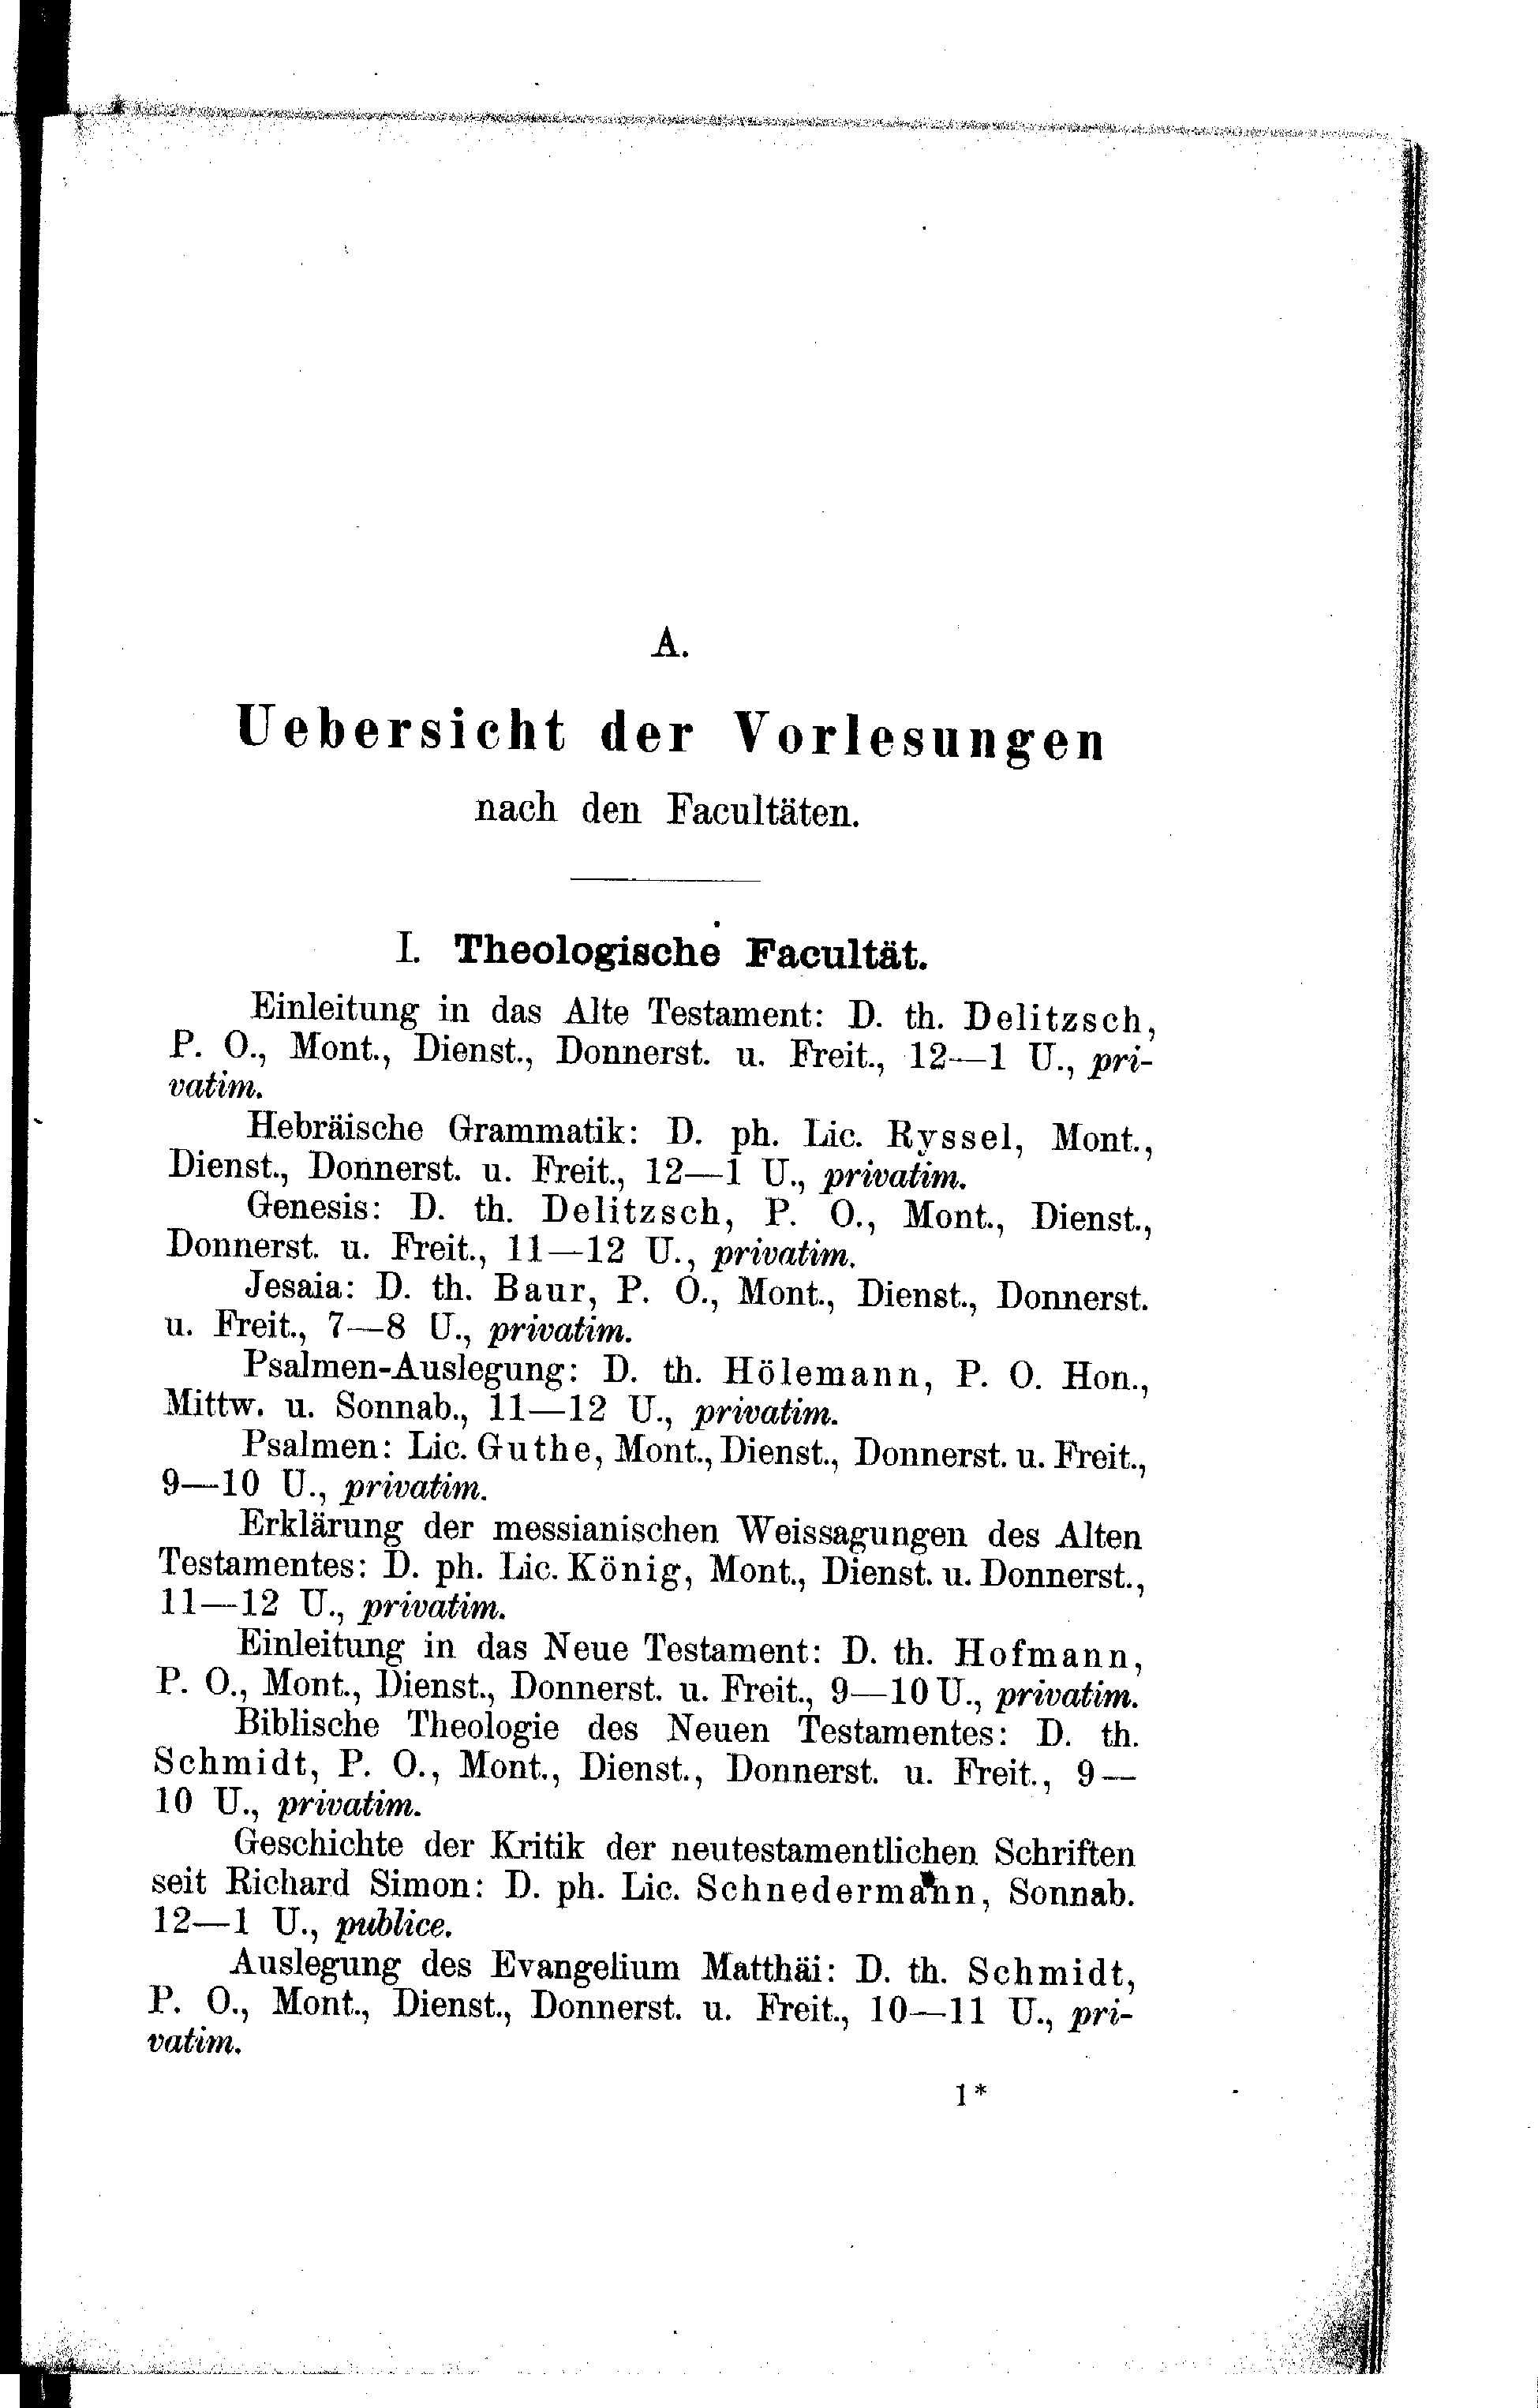 A.
Uebersicht der Vorlesungen
nach den Facultäten.
I. Theologische Facultät.
Einleitung in das Alte Testament: D. th. Delitzsch,
P. O., Mont., Dienst., Donnerst. u. Freit., 12—1 U., pri-
vatim.
Hebräische Grammatik: D. ph. Lic. Ryssel, Mont.,
Dienst., Donnerst. u. Freit., 12—1 U., privatim.
Genesis: D. th. Delitzsch, P. O., Mont., Dienst.,
Donnerst. u. Freit., 11—12 U., privatim.
Jesaia: D. th. Baur, P. O., Mont., Dienst., Donnerst.
u. Freit., 7—8 U., privatim.
Psalmen-Auslegung: D. th. Hölemann, P. O. Hon.,
Mittw. u. Sonnab., 11—12 U., privatim.
Psalmen: Lic. Guthe, Mont., Dienst., Donnerst. u. Freit.,
9—10 U., privatim.
Erklärung der messianischen Weissagungen des Alten
Testamentes: D. ph. Lic. König, Mont., Dienst. u. Donnerst.,
11—12 U., privatim.
Einleitung in das Neue Testament: D. th. Hofmann,
P. O., Mont., Dienst., Donnerst. u. Freit., 9—10 U., privatim.
Biblische Theologie des Neuen Testamentes: D. th.
Schmidt, P. O., Mont., Dienst., Donnerst. u. Freit., 9—
10 U., privatim.
Geschichte der Kritik der neutestamentlichen Schriften
seit Richard Simon: D. ph. Lic. Schnedermann, Sonnab.
12—1 U., publice.
Auslegung des Evangelium Matthäi: D. th. Schmidt,
P. O., Mont., Dienst., Donnerst. u. Freit., 10—11 U., pri-
vatim.
1*